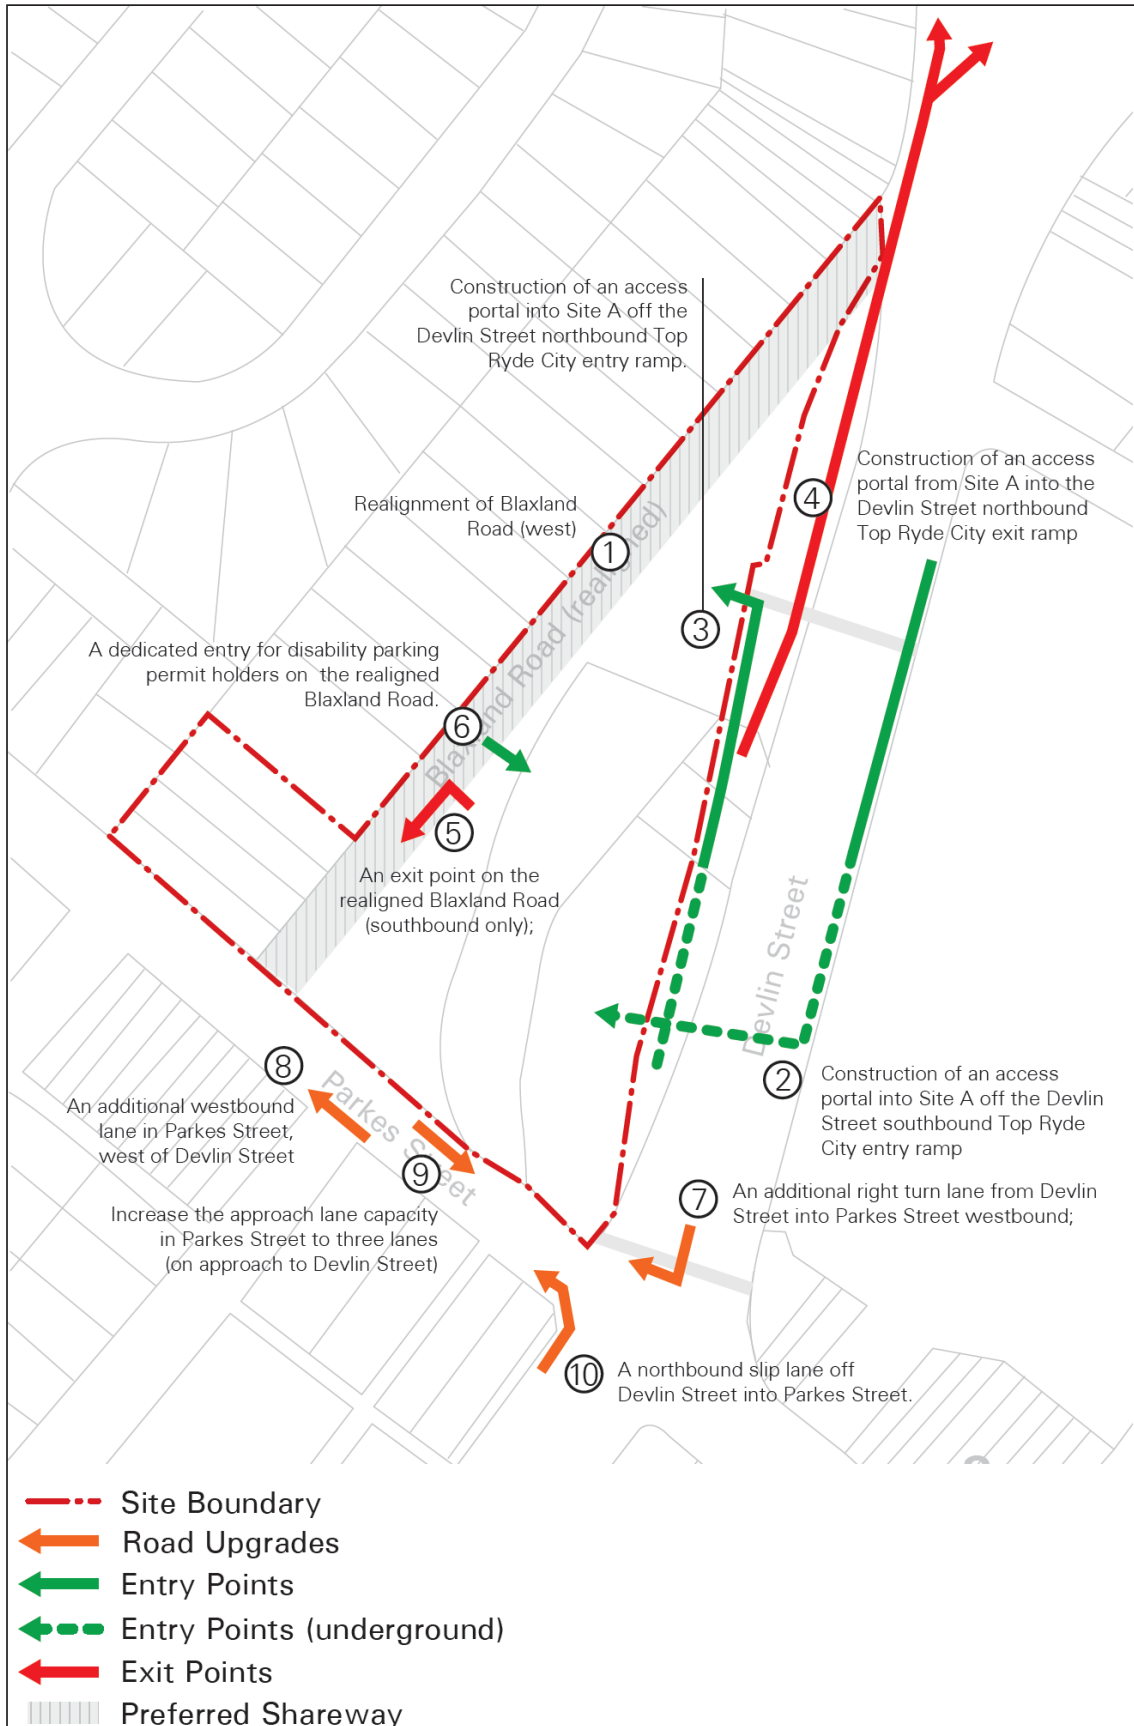 Construction of an access
portal into Site A off the
Devlin Street northbound Top
Ryde City entry ramp.
Construction of an access
portal from Site A into the
Devlin Street northbound
Top Ryde City exit ramp
4
Realignment of Blaxland
Road (west)
1
Blaxland Road (realigned)
3
A dedicated entry for disability parking
permit holders on the realigned
Blaxland Road.
6
5
An exit point on the
realigned Blaxland Road
(southbound only);
Devlin Street
2
Construction of an access
portal into Site A off the Devlin
Street southbound Top Ryde
City entry ramp
8
An additional westbound
lane in Parkes Street,
west of Devlin Street
Parkes Street
9
Increase the approach lane capacity
in Parkes Street to three lanes
(on approach to Devlin Street)
7
An additional right turn lane from Devlin
Street into Parkes Street westbound;
10
A northbound slip lane off
Devlin Street into Parkes Street.
Site Boundary
Road Upgrades
Entry Points
Entry Points (underground)
Exit Points
Preferred Shareway